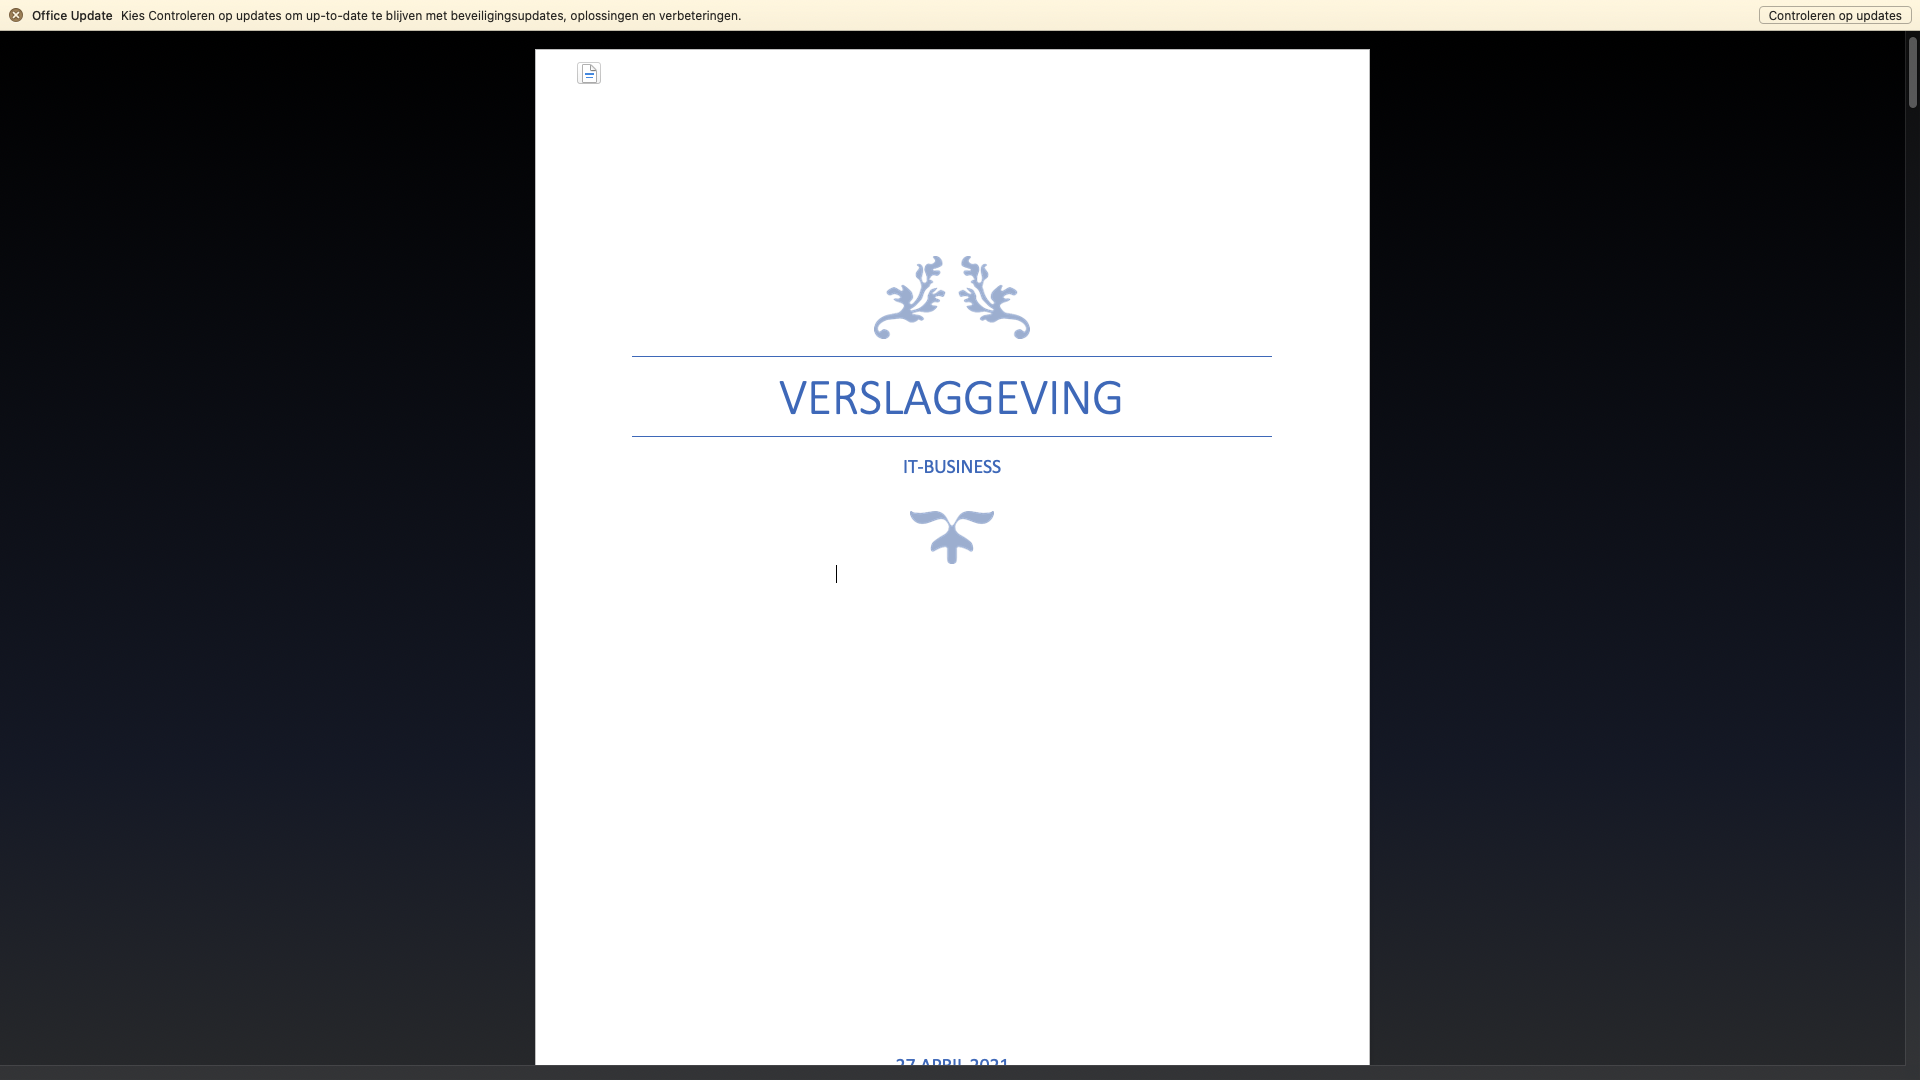 Office Update Kies Controleren op updates om up-to-date te blijven met beveiligingsupdates, oplossingen en verbeteringen.
Controleren op updates
VERSLAGGEVING
IT-BUSINESS
27 APRIL 2021